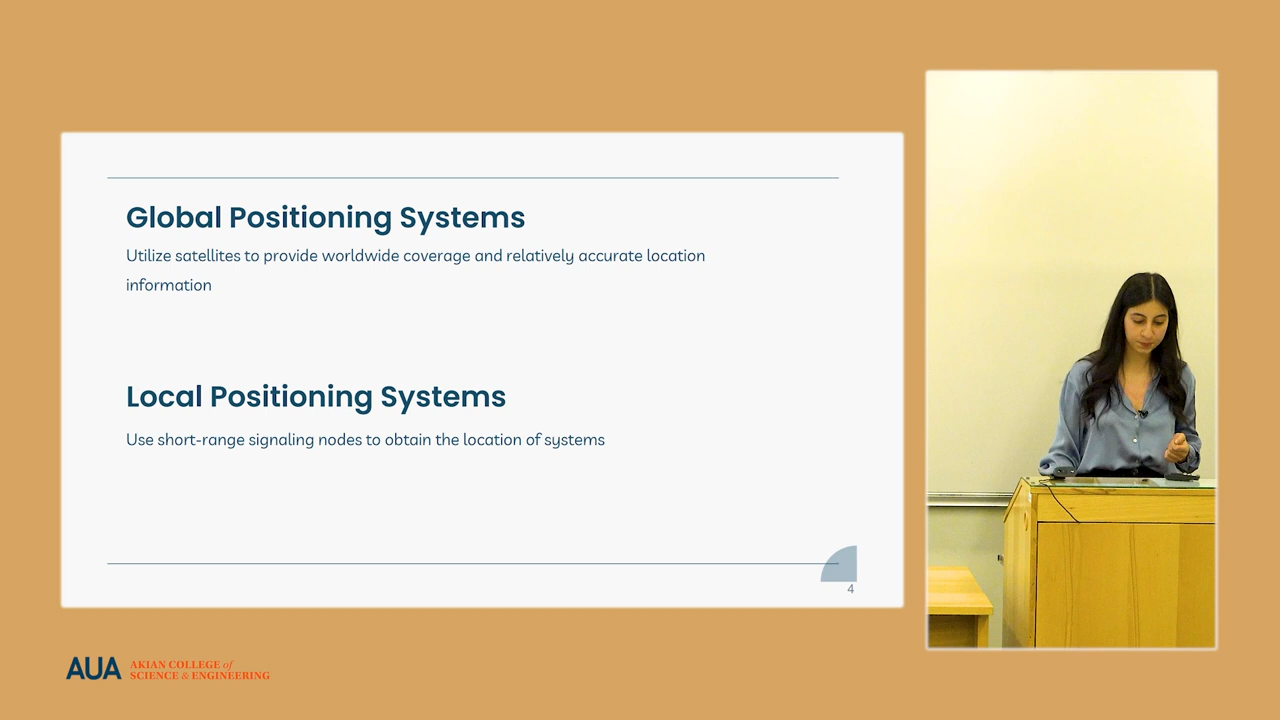 Global Positioning Systems
Utilize satellites to provide worldwide coverage and relatively accurate location
information
Local Positioning Systems
Use short-range signaling nodes to obtain the location of systems
4
AUA
AKIAN COLLEGE of
SCIENCE & ENGINEERING